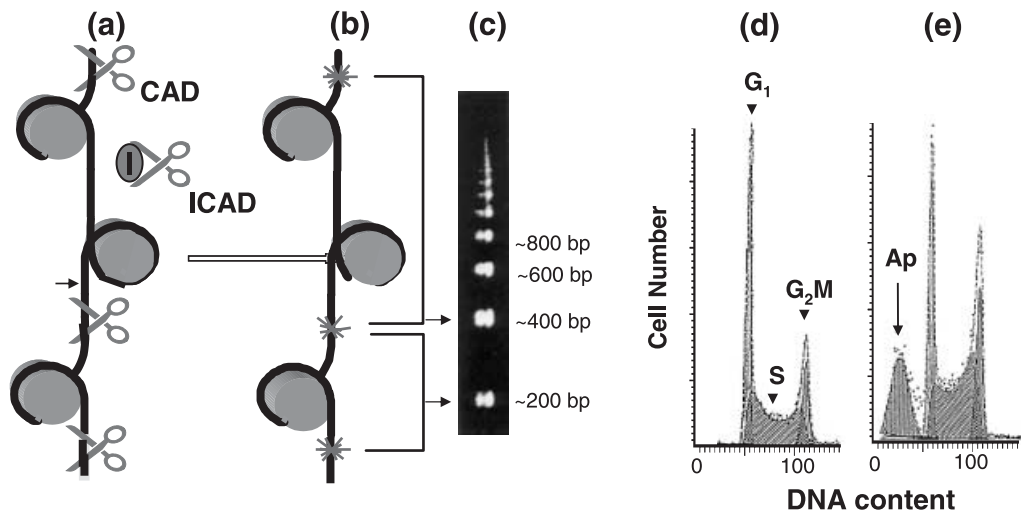 (a)
(b)
(c)
(d)
(e)
CAD
I
ICAD
~800 bp
~600 bp
~400 bp
~200 bp
Cell Number
G1
S
G2M
0
100
Ap
0
100
DNA content